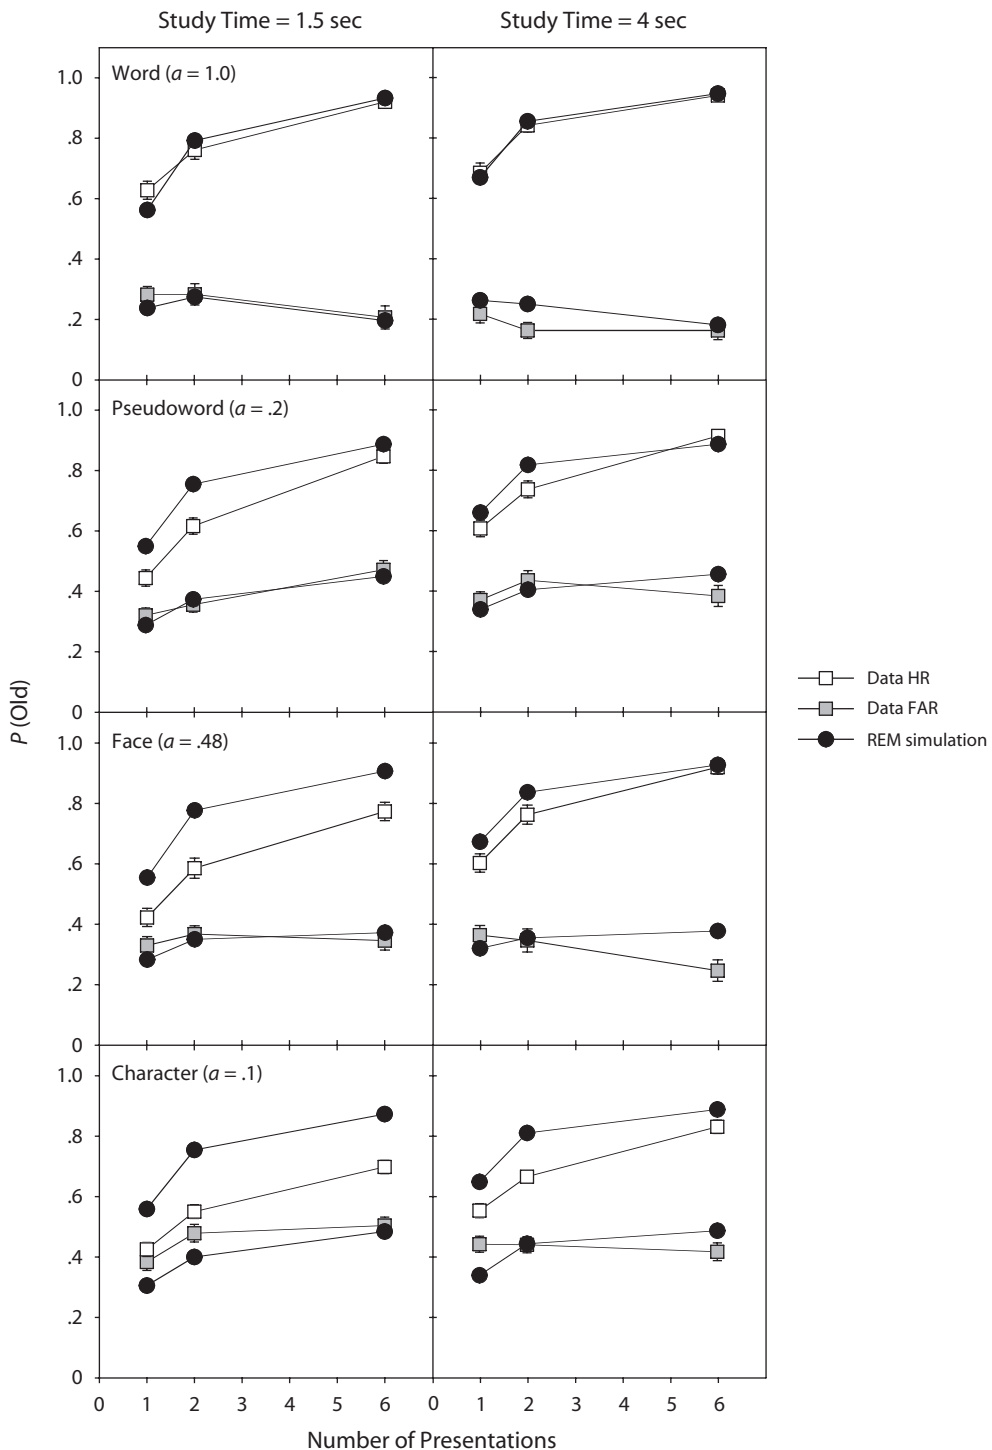 Study Time = 1.5 sec
Study Time = 4 sec
Word (a = 1.0)
1.0
.8
.6
.4
.2
0
Pseudoword (a = .2)
1.0
.8
.6
.4
.2
0
Face (a = .48)
1.0
.8
.6
.4
.2
0
Character (a = .1)
1.0
.8
.6
.4
.2
0
P (Old)
0 1 2 3 4 5 6 0 1 2 3 4 5 6
Number of Presentations
Data HR
Data FAR
REM simulation